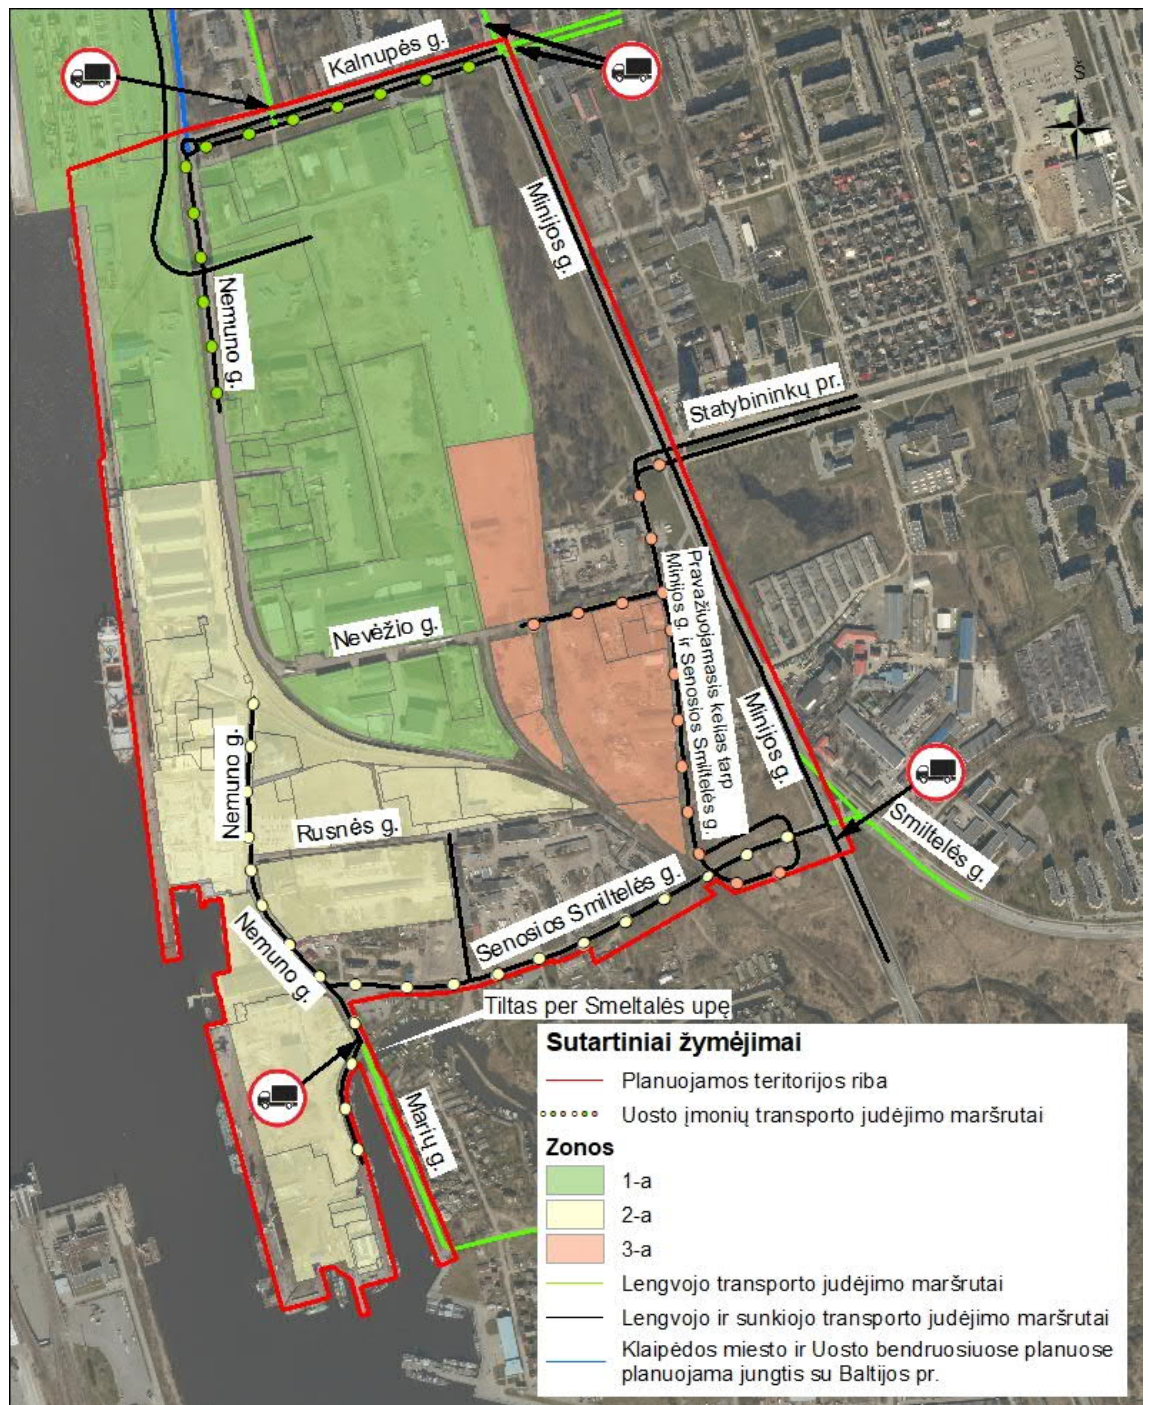 Kalnupės g.
Š
Minijos g.
Nemuno g.
Statybininkų pr.
Pravažiuojamasis kelias tarp
Minijos g. ir Senosios Smiltelės g.
Nevėžio g.
Minijos g.
Nemuno g.
Rusnės g.
Smiltelės g.
Senosios Smiltelės g.
Nemuno g.
Tiltas per Smeltalės upę
Marių g.
Sutartiniai žymėjimai
Planuojamos teritorijos riba
Uosto įmonių transporto judėjimo maršrutai
Zonos
1-a
2-a
3-a
Lengvojo transporto judėjimo maršrutai
Lengvojo ir sunkiojo transporto judėjimo maršrutai
Klaipėdos miesto ir Uosto bendruosiuose planuose
planuojama jungtis su Baltijos pr.